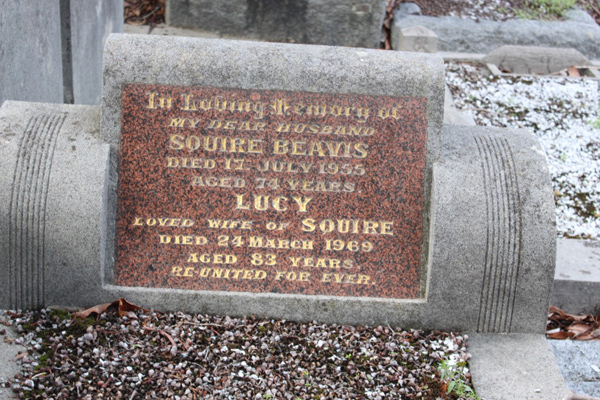 In Loving Memory of
MY DEAR HUSBAND
SQUIRE BEAVIS
DIED 17 JULY 1955
AGED 74 YEARS
LUCY
LOVED WIFE OF SQUIRE
DIED 24 MARCH 1969
AGED 83 YEARS.
RE-UNITED FOR EVER.